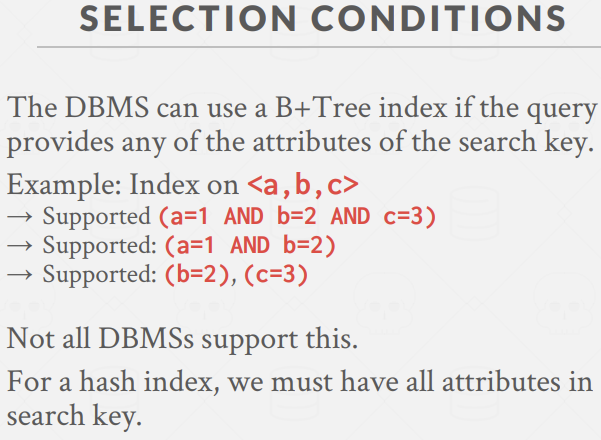 SELECTION CONDITIONS
The DBMS can use a B+Tree index if the query
provides any of the attributes of the search key.
Example: Index on <a,b,c>
→ Supported (a=1 AND b=2 AND c=3)
→ Supported: (a=1 AND b=2)
→ Supported: (b=2), (c=3)
Not all DBMSs support this.
For a hash index, we must have all attributes in
search key.